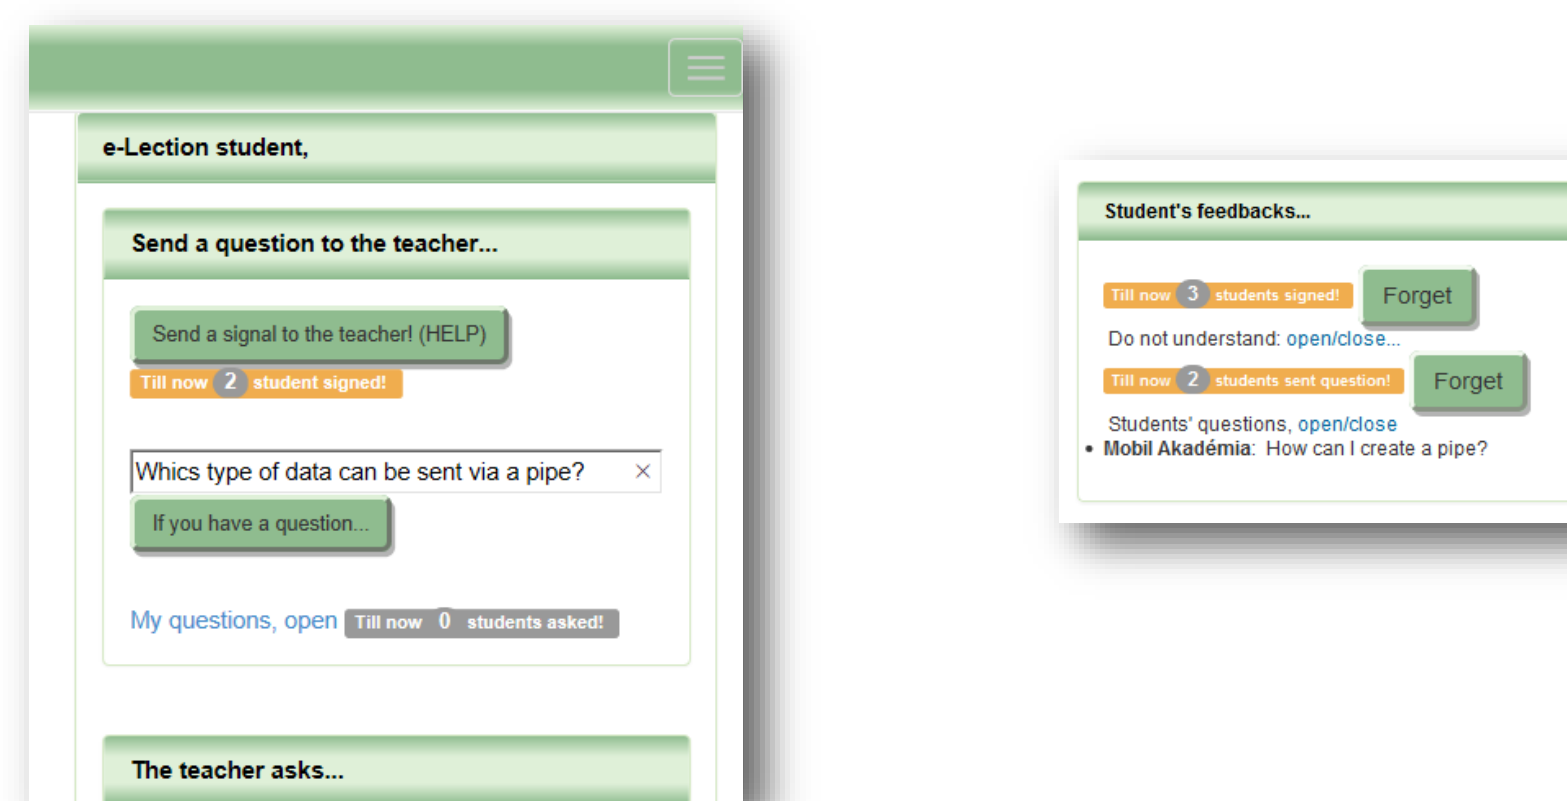 e-Lection student,
Send a question to the teacher...
Send a signal to the teacher! (HELP)
Till now 2 student signed!
Whics type of data can be sent via a pipe? ×
If you have a question...
My questions, open Till now 0 students asked!
The teacher asks...
Student's feedbacks...
Till now 3 students signed! Forget
Do not understand: open/close...
Till now 2 students sent question! Forget
Students' questions, open/close
• Mobil Akadémia: How can I create a pipe?